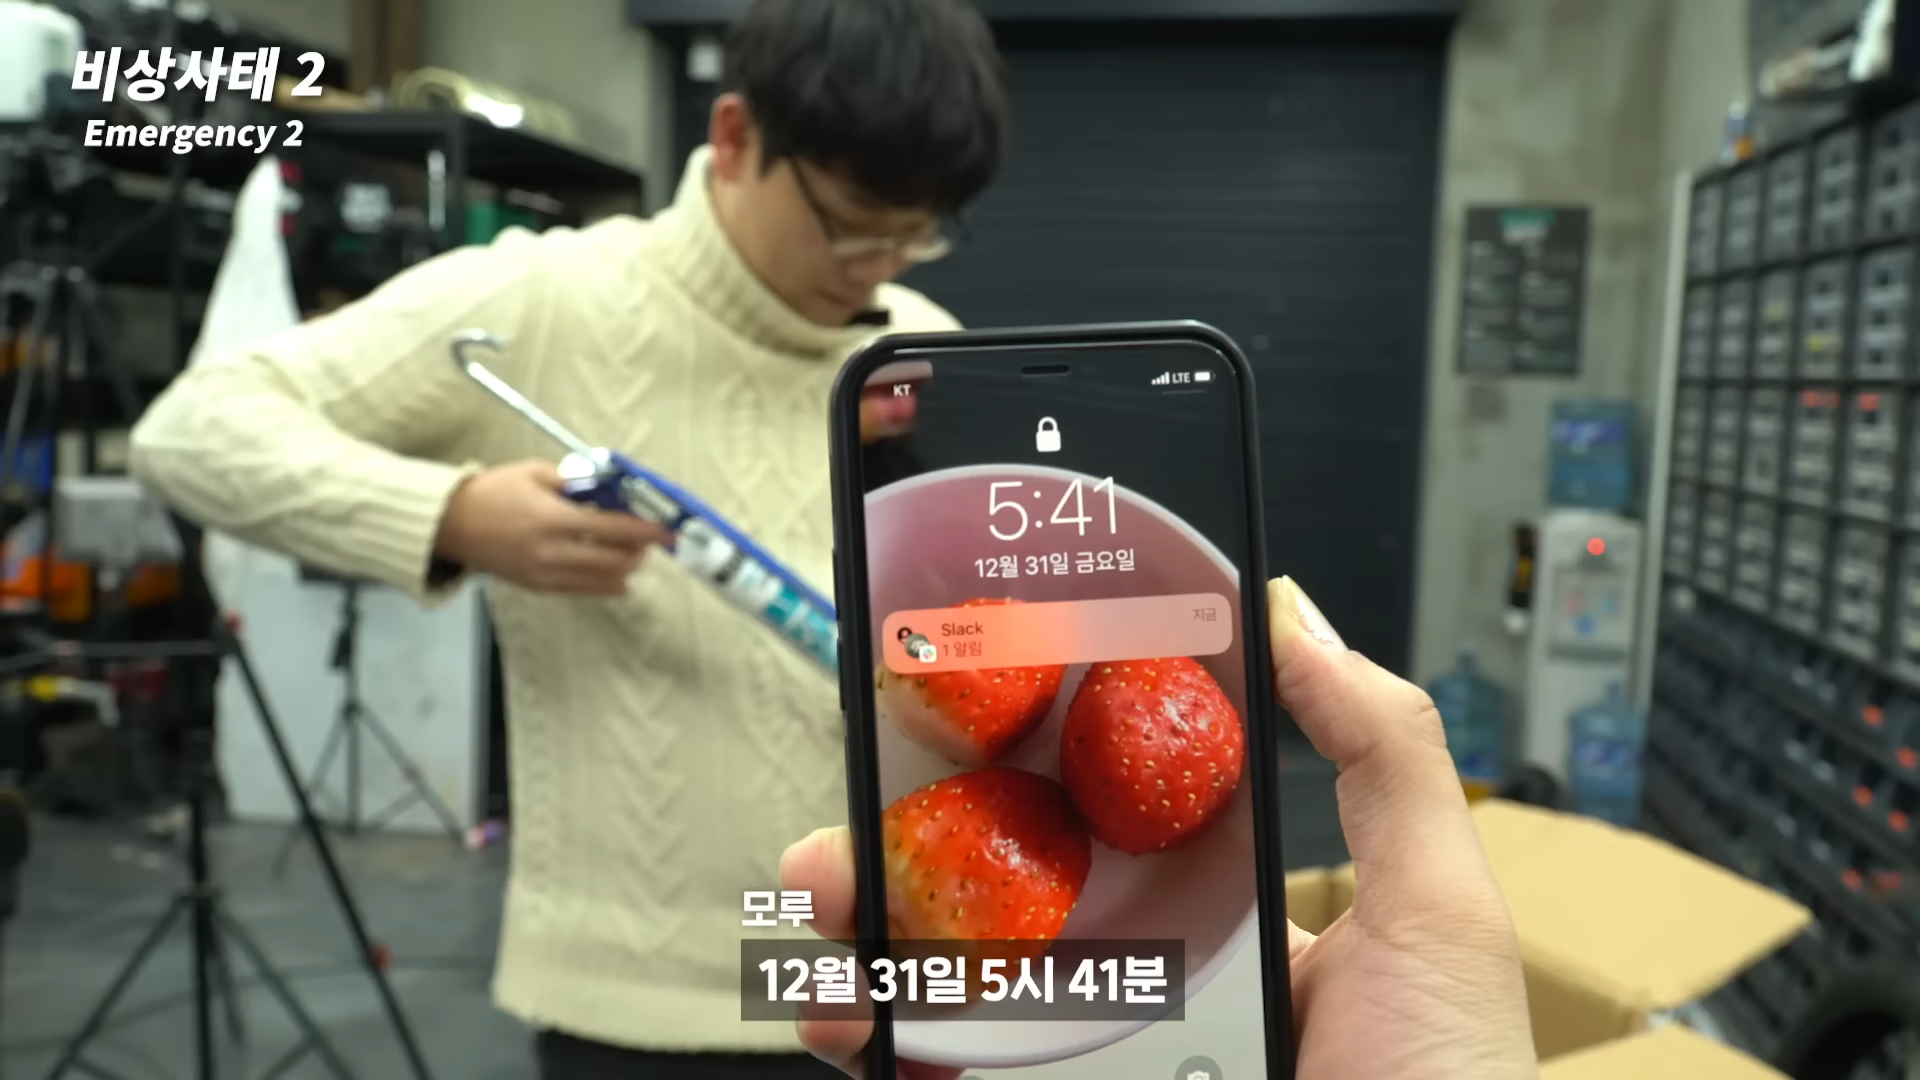 비상사태 2
Emergency 2
KT
LTE
5:41
12월 31일 금요일
Slack
지금
1 알림
모루
12월 31일 5시 41분